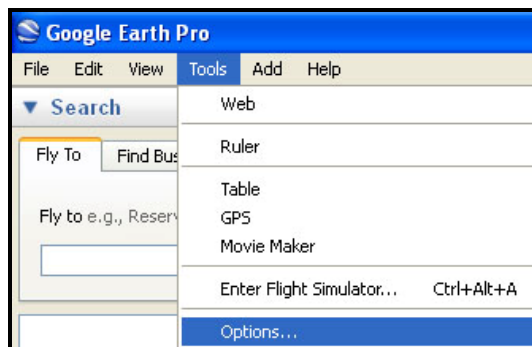 Google Earth Pro
File Edit View Tools Add Help
Search
Web
Ruler
Fly To Find Bus
Table
Fly to e.g., Reserv
GPS
Movie Maker
Enter Flight Simulator... Ctrl+Alt+A
Options...